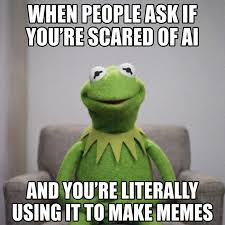 WHEN PEOPLE ASK IF
YOU'RE SCARED OF AI
AND YOU'RE LITERALLY
USING IT TO MAKE MEMES